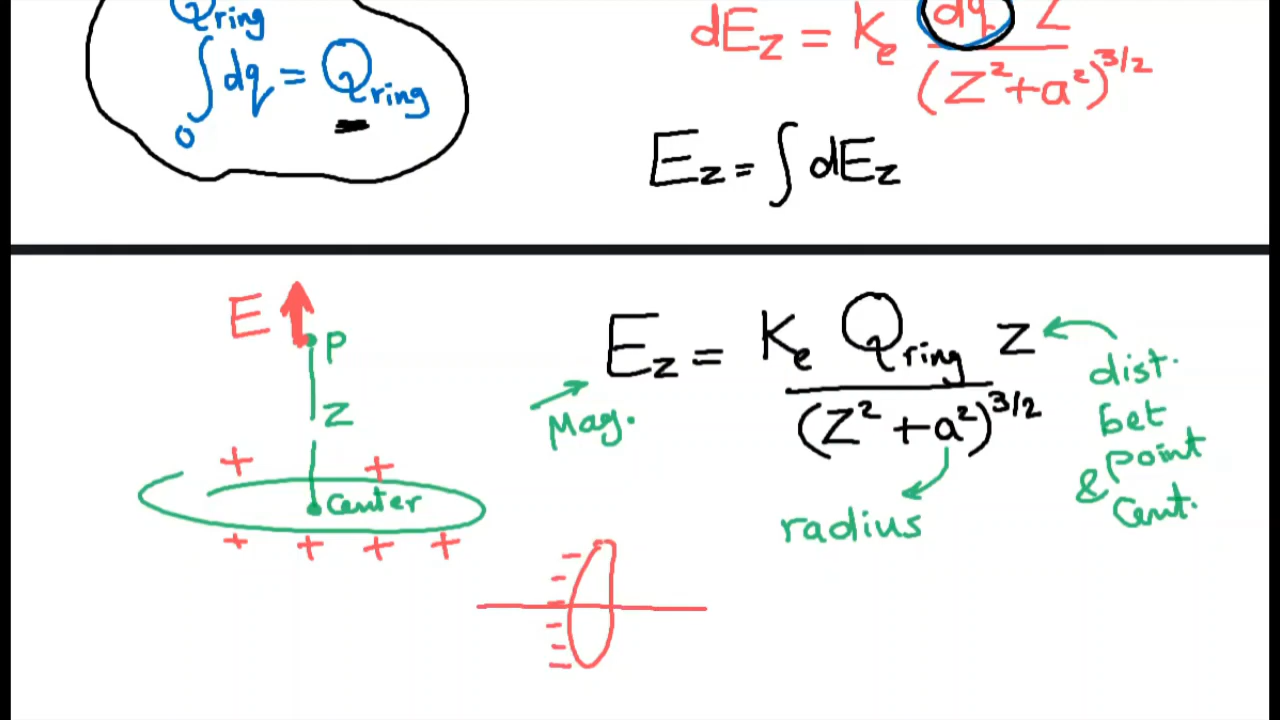 Qring
∫ dq = Qring
0
dEz = Ke dq Z
(Z²+a²)^3/2
Ez = ∫ dEz
E
P
Z
+ +
Center
+ + + +
Ez = Ke Qring Z
(Z² + a²)^3/2
Mag.
radius
dist.
bet
point
& Cent.
− − − − − −